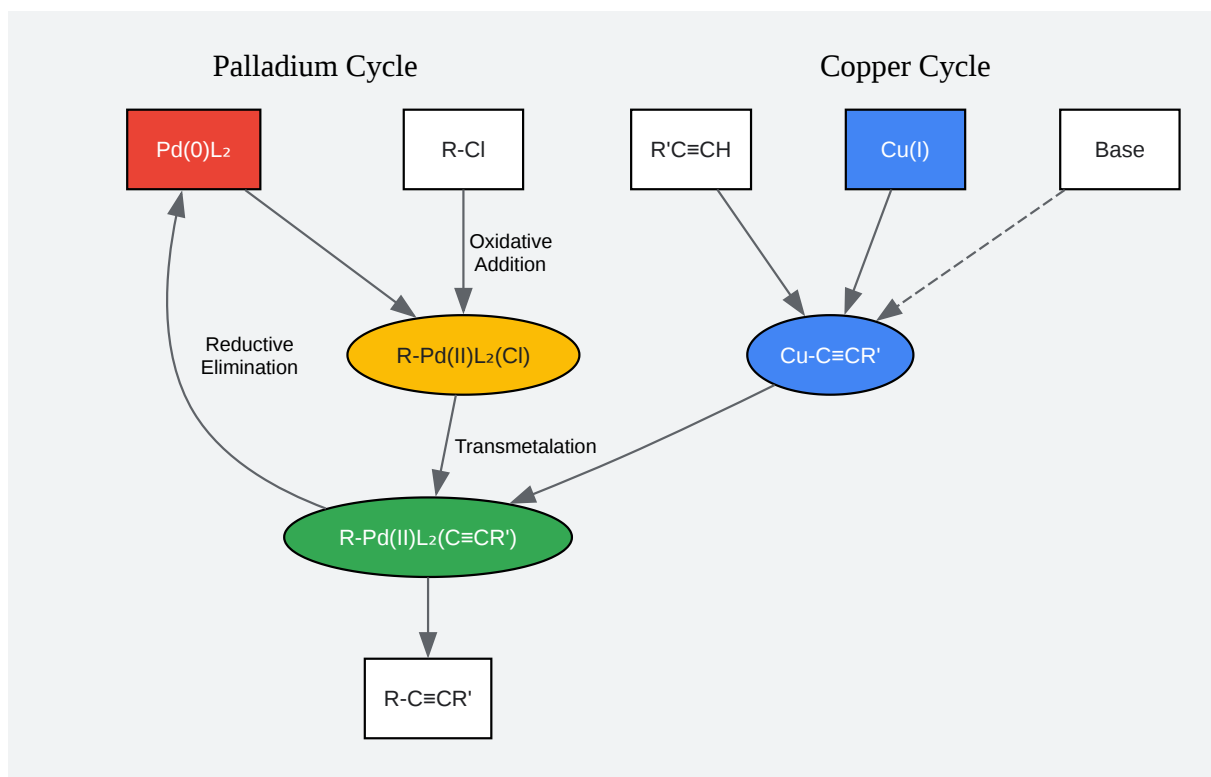 Palladium Cycle
Copper Cycle
Pd(0)L₂
R-Cl
R'C≡CH
Cu(I)
Base
Oxidative
Addition
Reductive
Elimination
R-Pd(II)L₂(Cl)
Cu-C≡CR'
Transmetalation
R-Pd(II)L₂(C≡CR')
R-C≡CR'